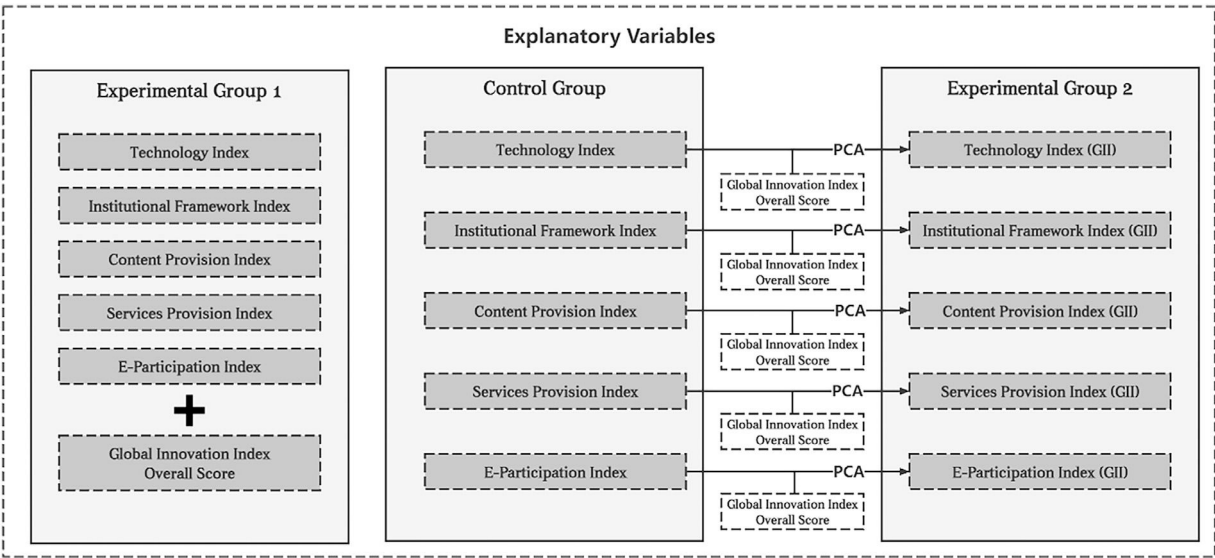 Explanatory Variables
Experimental Group 1
Technology Index
Institutional Framework Index
Content Provision Index
Services Provision Index
E-Participation Index
+
Global Innovation Index
Overall Score
Control Group
Technology Index
Institutional Framework Index
Content Provision Index
Services Provision Index
E-Participation Index
PCA
Global Innovation Index
Overall Score
PCA
Global Innovation Index
Overall Score
PCA
Global Innovation Index
Overall Score
PCA
Global Innovation Index
Overall Score
PCA
Global Innovation Index
Overall Score
Experimental Group 2
Technology Index (GII)
Institutional Framework Index (GII)
Content Provision Index (GII)
Services Provision Index (GII)
E-Participation Index (GII)